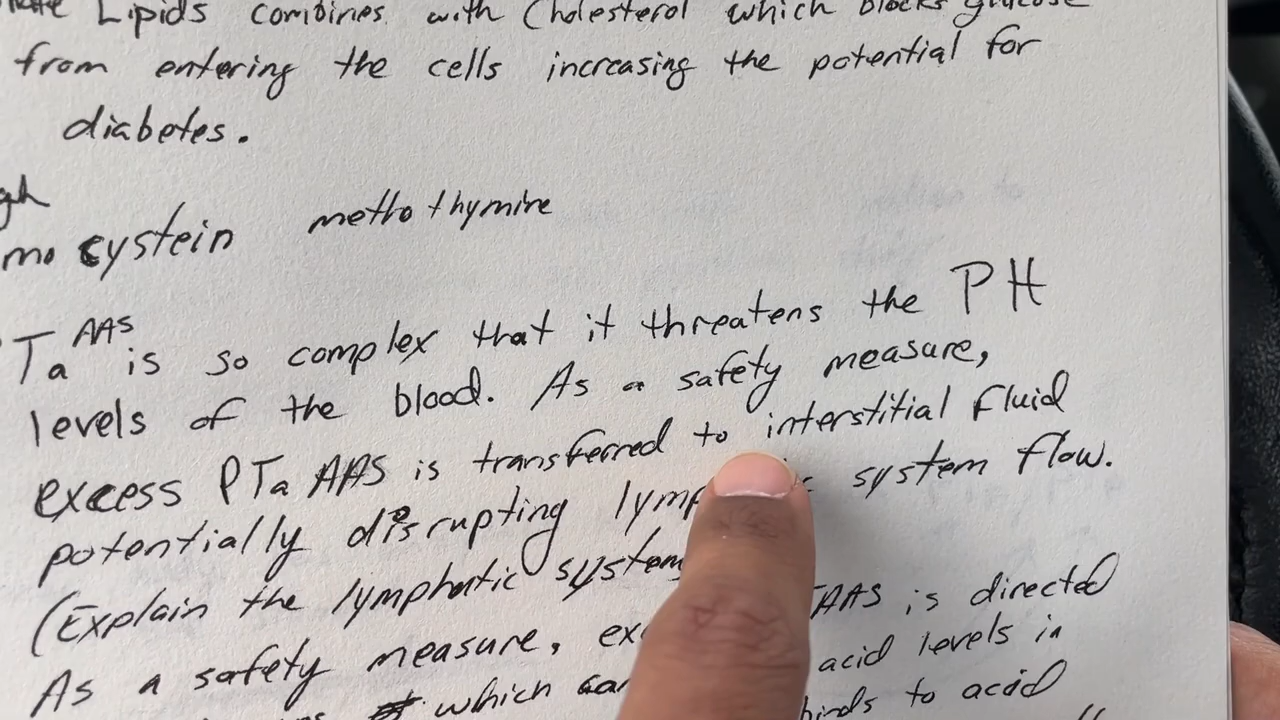 Lipids combines with Cholesterol which blocks glucose
from entering the cells increasing the potential for
diabetes.
mo cystein metho thymine
Ta AAS is so complex that it threatens the PH
levels of the blood. As a safety measure,
excess PTa AAS is transferred to interstitial fluid
potentially disrupting system flow.
(Explain the lymphatic system
AAS is directed
As a safety measure, acid levels in
which to acid